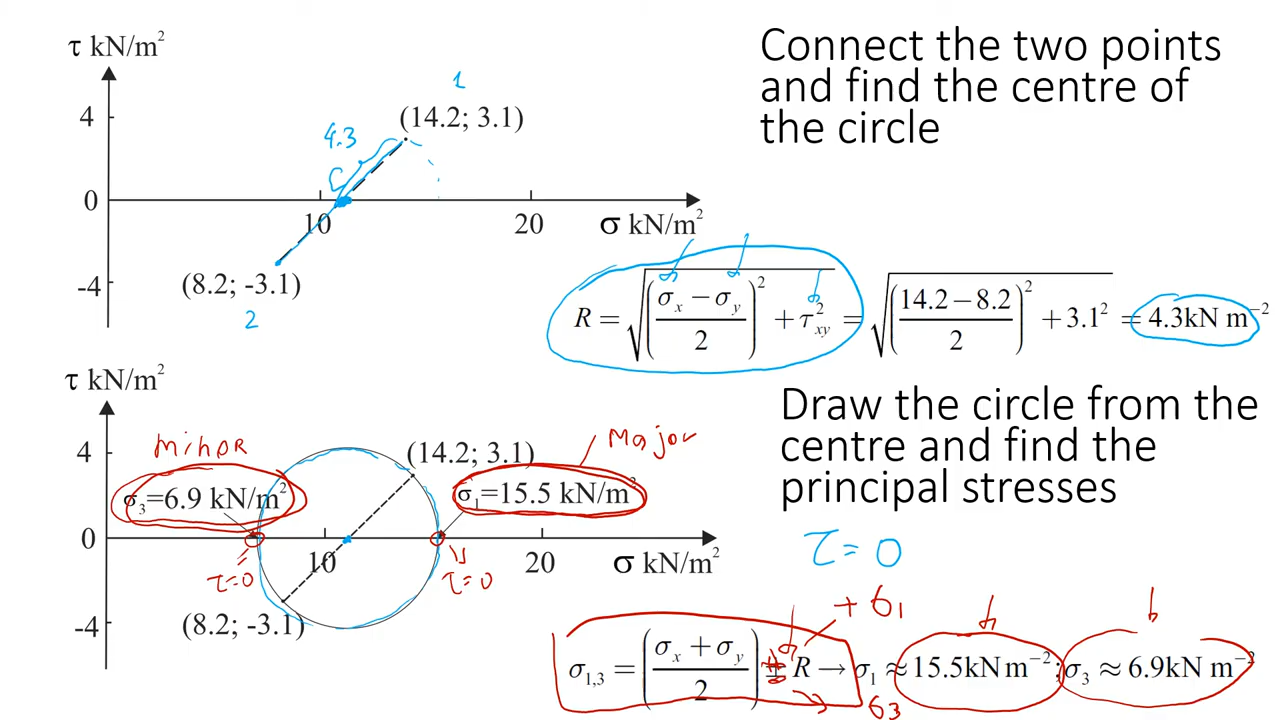 τ kN/m²
Connect the two points
and find the centre of
the circle
1
4
(14.2; 3.1)
4.3
0
10
20
σ kN/m²
-4
(8.2; -3.1)
2
R = √(((σx − σy)/2)² + τ²xy) = √(((14.2 − 8.2)/2)² + 3.1²) = 4.3kN m⁻²
τ kN/m²
Draw the circle from the
centre and find the
principal stresses
4
minor
Major
(14.2; 3.1)
σ3=6.9 kN/m²
σ1=15.5 kN/m²
0
10
20
σ kN/m²
τ=0
τ=0
τ=0
-4
(8.2; -3.1)
+ σ1
σ1,3 = ((σx + σy)/2) ± R → σ1 ≈ 15.5kN m⁻²; σ3 ≈ 6.9kN m⁻²
σ3